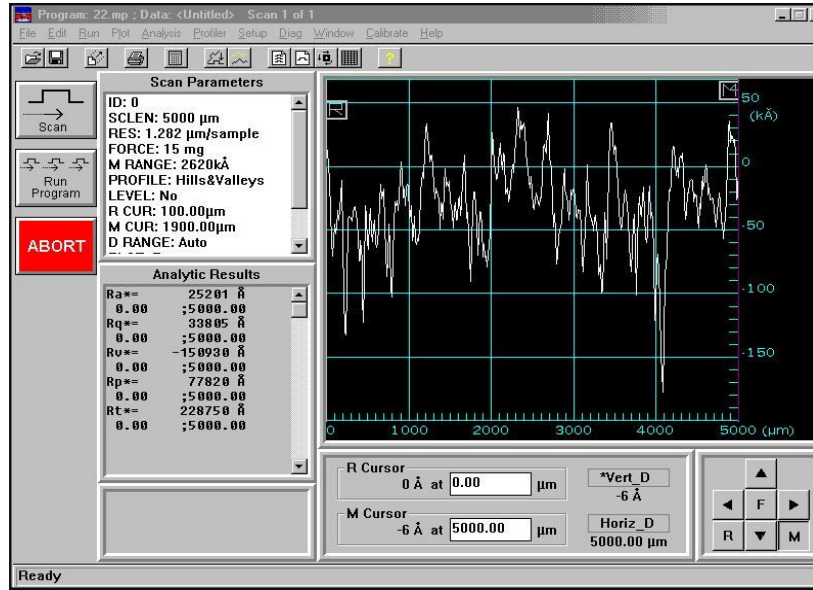 Program: 22.mp ; Data: <Untitled>    Scan 1 of 1
File Edit Run Plot Analysis Profiler Setup Diag Window Calibrate Help
Scan
Run
Program
ABORT
Scan Parameters
ID: 0
SCLEN: 5000 µm
RES: 1.282 µm/sample
FORCE: 15 mg
M RANGE: 2620kÅ
PROFILE: Hills&Valleys
LEVEL: No
R CUR: 100.00µm
M CUR: 1900.00µm
D RANGE: Auto
Analytic Results
Ra*= 25201 Å
0.00 ;5000.00
Rq*= 33805 Å
0.00 ;5000.00
Rv*= -150930 Å
0.00 ;5000.00
Rp*= 77820 Å
0.00 ;5000.00
Rt*= 228750 Å
0.00 ;5000.00
R
M
50
(kÅ)
0
-50
-100
-150
0 1000 2000 3000 4000 5000 (µm)
R Cursor
0 Å at 0.00 µm
M Cursor
-6 Å at 5000.00 µm
*Vert_D
-6 Å
Horiz_D
5000.00 µm
F
R M
Ready